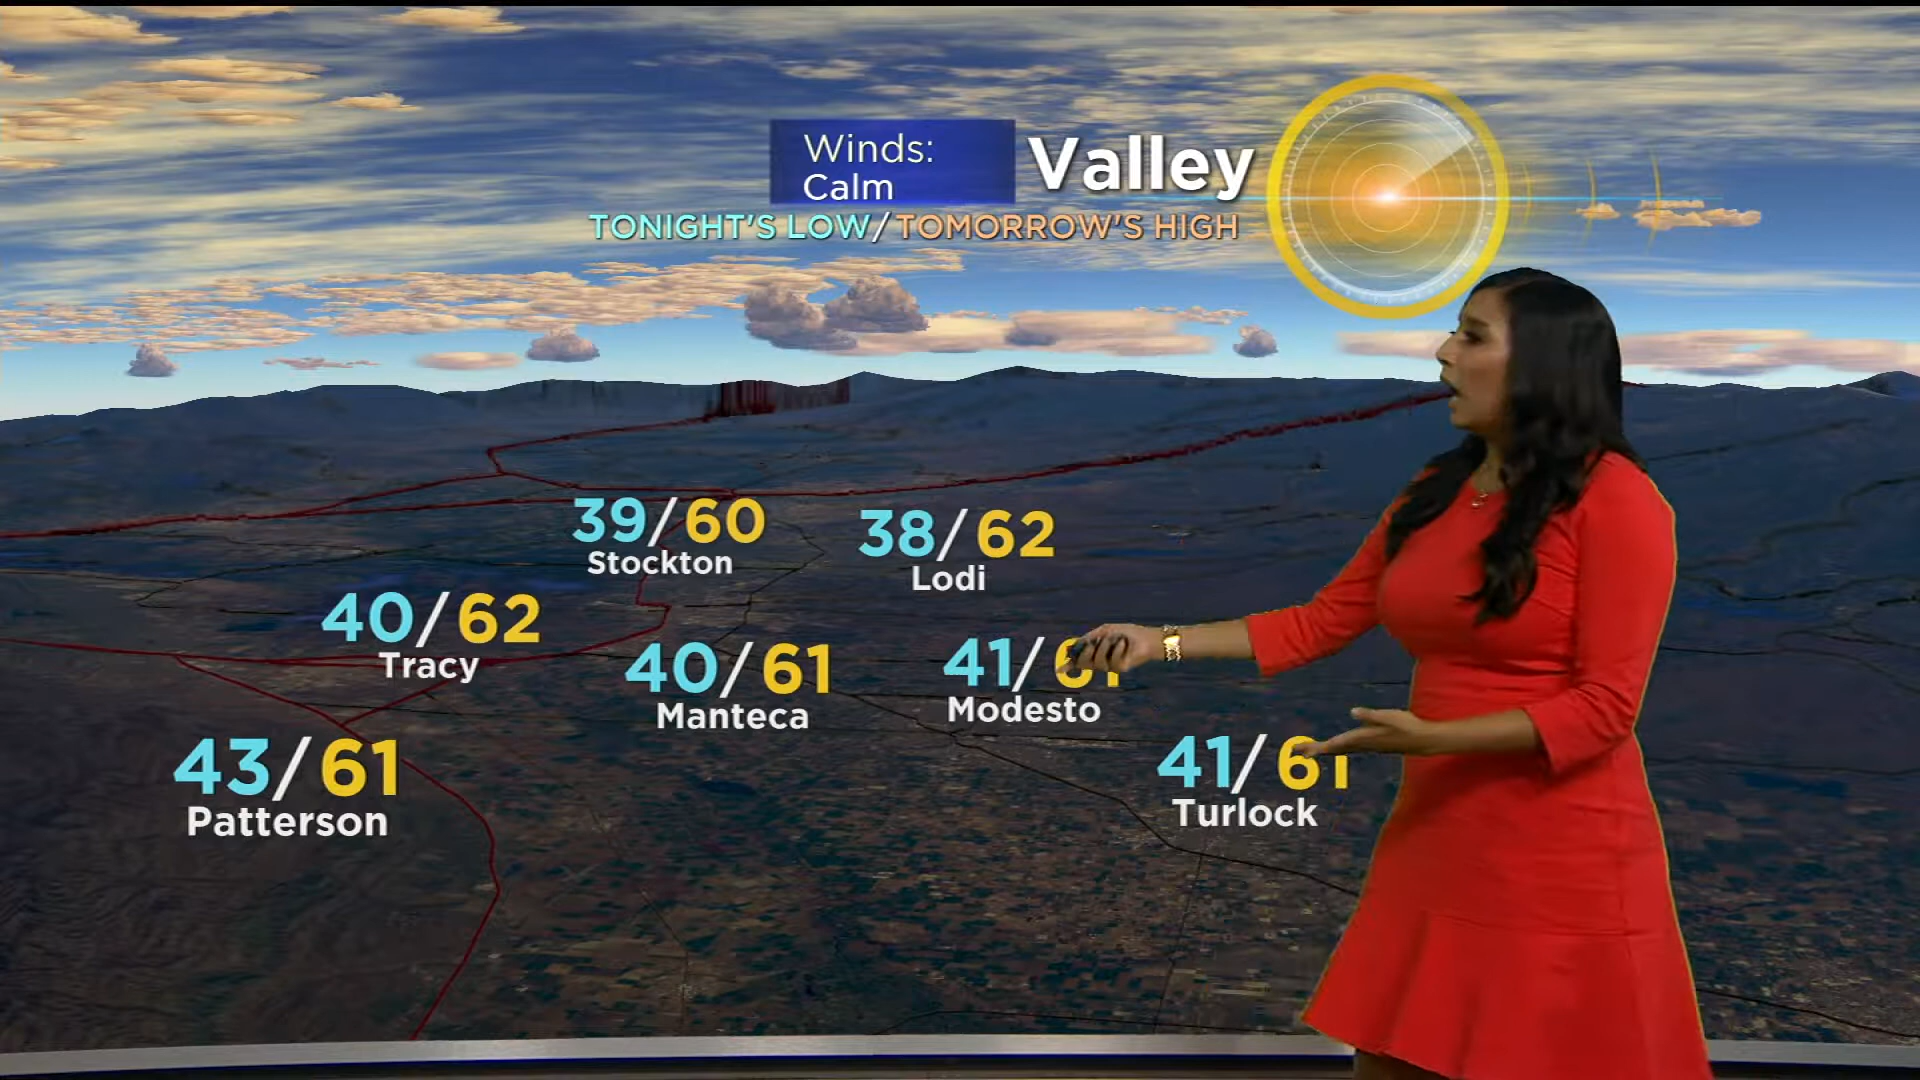 Winds:
Calm
Valley
TONIGHT'S LOW/TOMORROW'S HIGH
39/60
Stockton
38/62
Lodi
40/62
Tracy
40/61
Manteca
41/61
Modesto
43/61
Patterson
41/61
Turlock